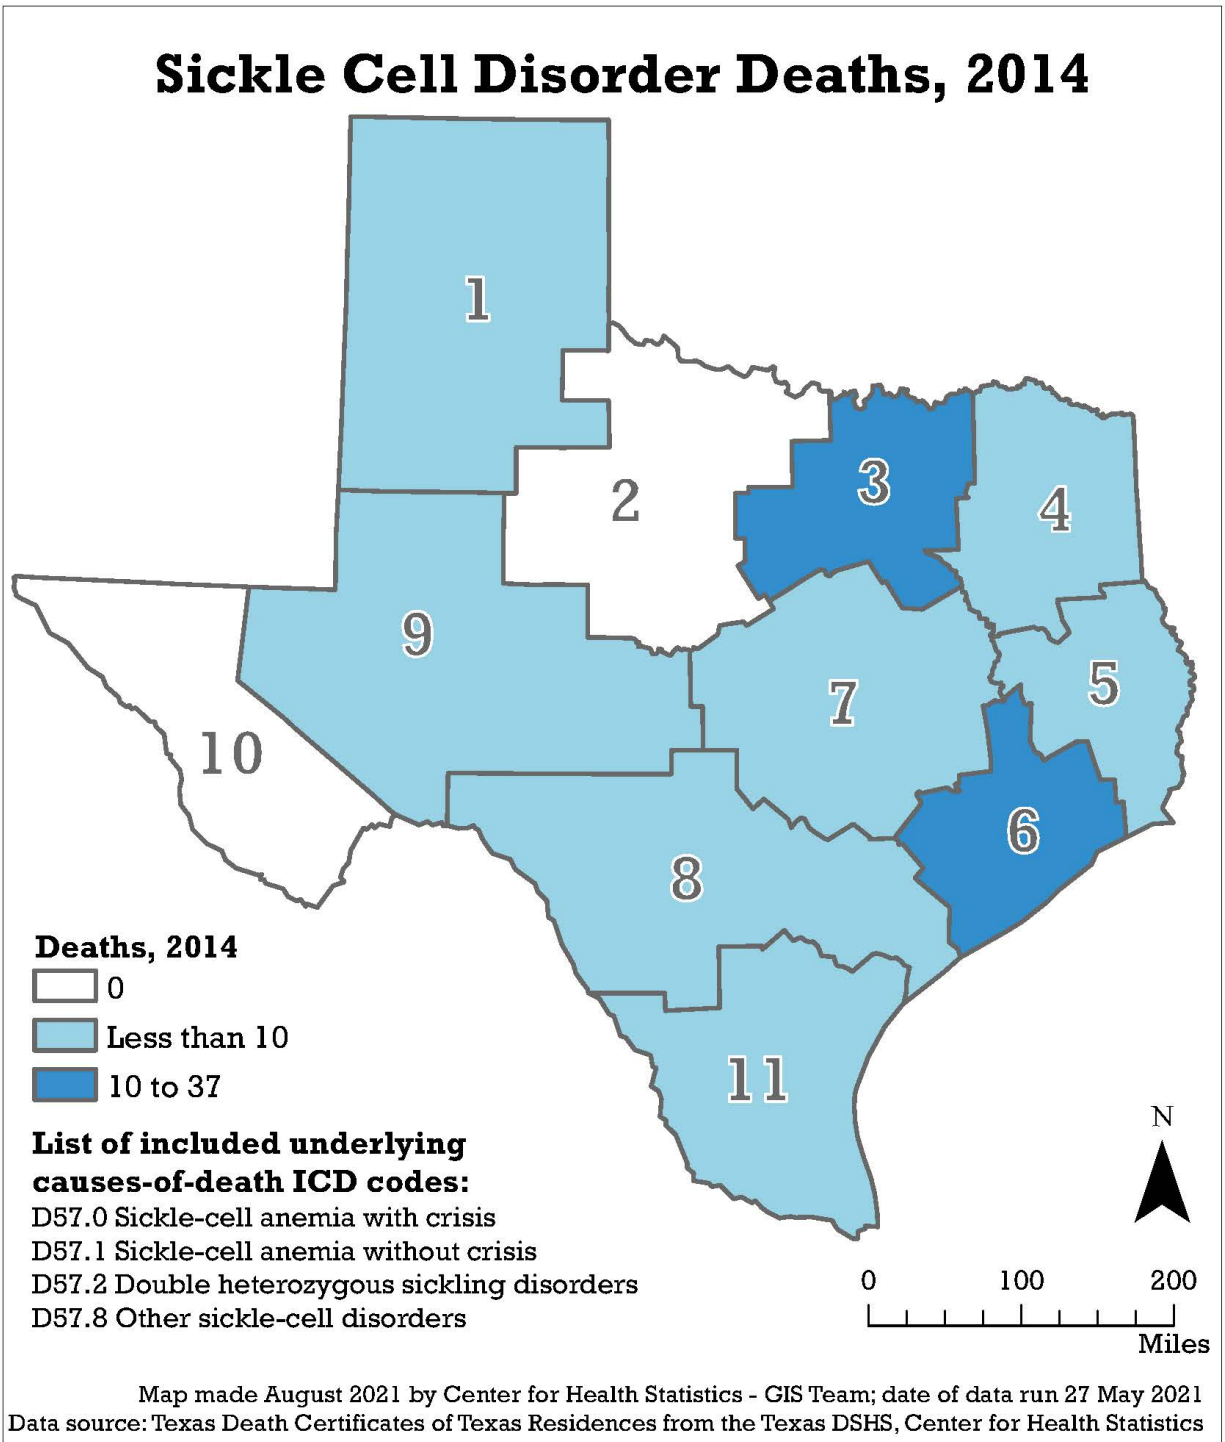 Sickle Cell Disorder Deaths, 2014
1
2
3
4
9
5
7
10
6
8
11
Deaths, 2014
0
Less than 10
10 to 37
List of included underlying
causes-of-death ICD codes:
D57.0 Sickle-cell anemia with crisis
D57.1 Sickle-cell anemia without crisis
D57.2 Double heterozygous sickling disorders
D57.8 Other sickle-cell disorders
N
0 100 200
Miles
Map made August 2021 by Center for Health Statistics - GIS Team; date of data run 27 May 2021
Data source: Texas Death Certificates of Texas Residences from the Texas DSHS, Center for Health Statistics